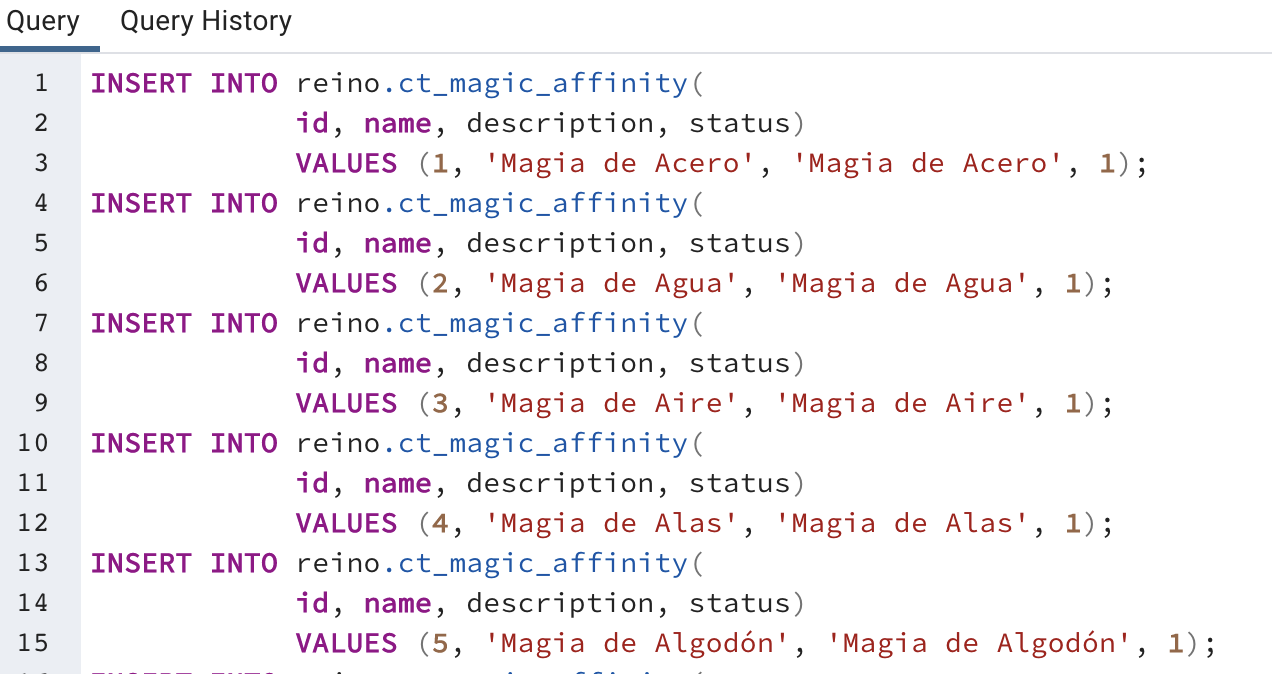 Query Query History
1 INSERT INTO reino.ct_magic_affinity(
2 id, name, description, status)
3 VALUES (1, 'Magia de Acero', 'Magia de Acero', 1);
4 INSERT INTO reino.ct_magic_affinity(
5 id, name, description, status)
6 VALUES (2, 'Magia de Agua', 'Magia de Agua', 1);
7 INSERT INTO reino.ct_magic_affinity(
8 id, name, description, status)
9 VALUES (3, 'Magia de Aire', 'Magia de Aire', 1);
10 INSERT INTO reino.ct_magic_affinity(
11 id, name, description, status)
12 VALUES (4, 'Magia de Alas', 'Magia de Alas', 1);
13 INSERT INTO reino.ct_magic_affinity(
14 id, name, description, status)
15 VALUES (5, 'Magia de Algodón', 'Magia de Algodón', 1);